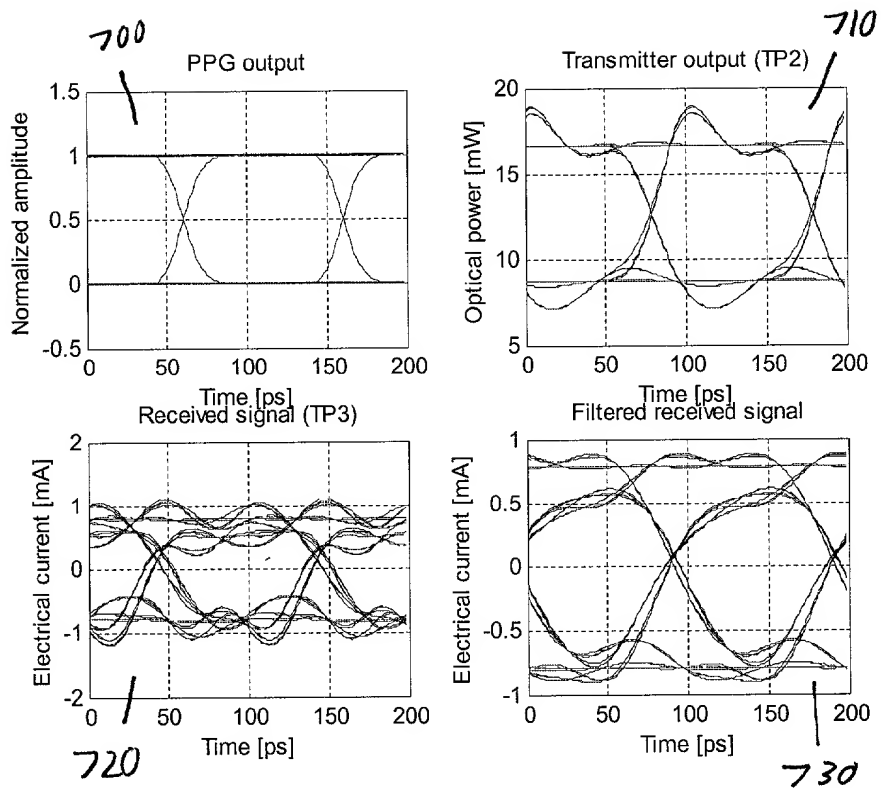 700
PPG output
1.5
1
0.5
0
-0.5
Normalized amplitude
0 50 100 150 200
Time [ps]
710
Transmitter output (TP2)
20
15
10
5
Optical power [mW]
0 50 100 150 200
Time [ps]
Received signal (TP3)
2
1
0
-1
-2
Electrical current [mA]
0 50 100 150 200
Time [ps]
720
Filtered received signal
1
0.5
0
-0.5
-1
Electrical current [mA]
0 50 100 150 200
Time [ps]
730